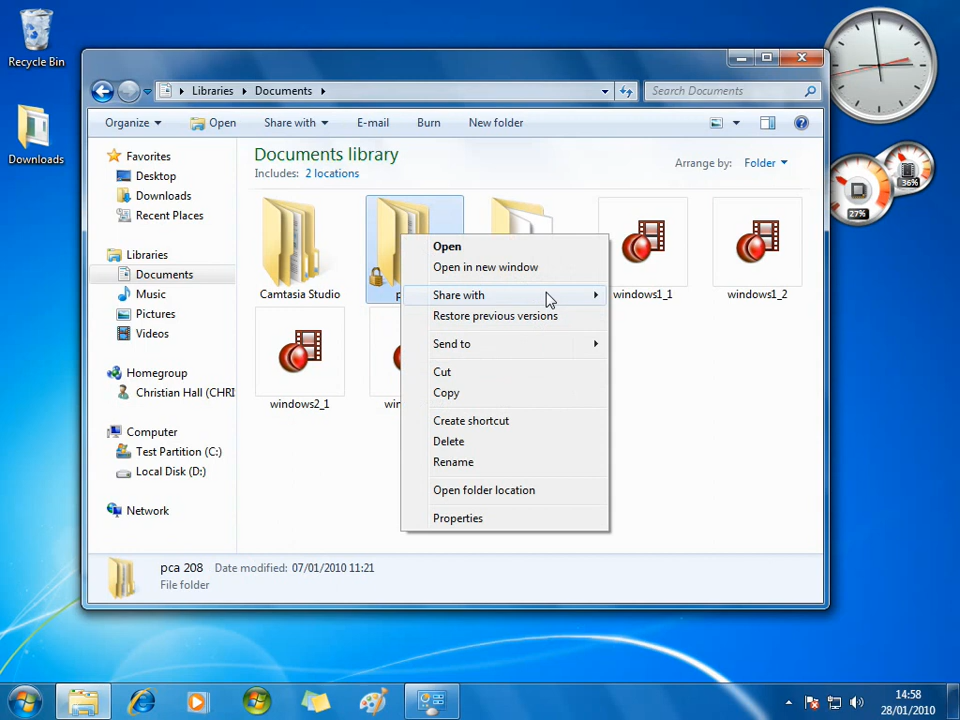 Recycle Bin
Downloads
Libraries
Documents
Search Documents
Organize
Open
Share with
E-mail
Burn
New folder
Favorites
Desktop
Downloads
Recent Places
Libraries
Documents
Music
Pictures
Videos
Homegroup
Christian Hall (CHRI
Computer
Test Partition (C:)
Local Disk (D:)
Network
Documents library
Includes: 2 locations
Arrange by: Folder
Camtasia Studio
windows1_1
windows1_2
windows2_1
Open
Open in new window
Share with
Restore previous versions
Send to
Cut
Copy
Create shortcut
Delete
Rename
Open folder location
Properties
pca 208 Date modified: 07/01/2010 11:21
File folder
36%
27%
14:58
28/01/2010